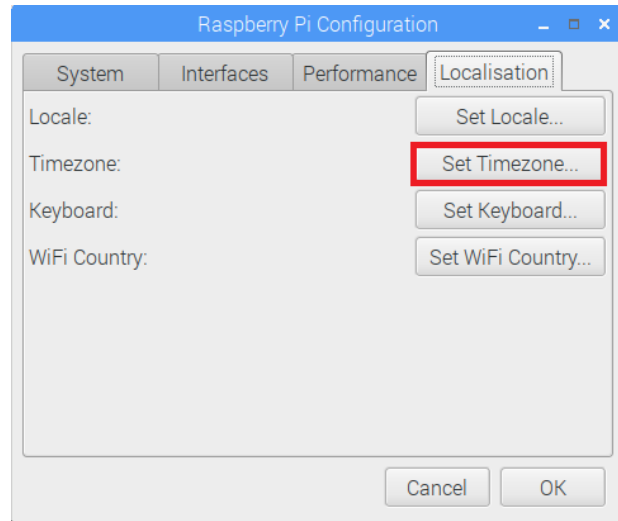 Raspberry Pi Configuration
System Interfaces Performance Localisation
Locale: Set Locale...
Timezone: Set Timezone...
Keyboard: Set Keyboard...
WiFi Country: Set WiFi Country...
Cancel OK